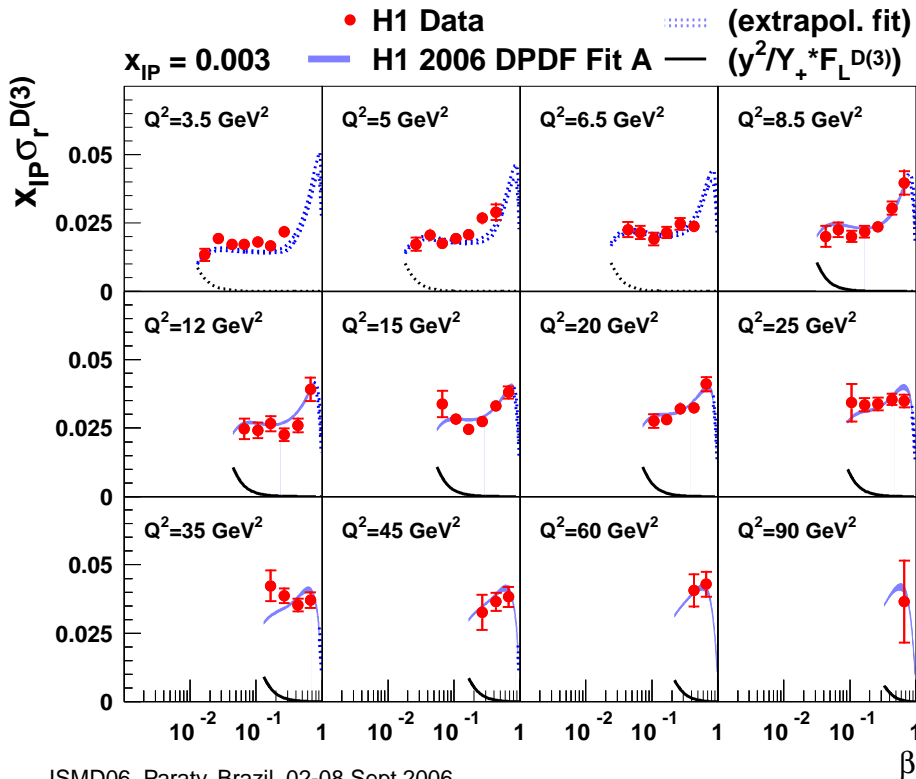 H1 Data (extrapol. fit)
x_IP = 0.003 H1 2006 DPDF Fit A (y²/Y₊*F_L^D(3))
x_IP σ_r^D(3)
Q²=3.5 GeV² Q²=5 GeV² Q²=6.5 GeV² Q²=8.5 GeV²
0.05
0.025
0
Q²=12 GeV² Q²=15 GeV² Q²=20 GeV² Q²=25 GeV²
0.05
0.025
0
Q²=35 GeV² Q²=45 GeV² Q²=60 GeV² Q²=90 GeV²
0.05
0.025
0
10⁻² 10⁻¹ 1 10⁻² 10⁻¹ 1 10⁻² 10⁻¹ 1 10⁻² 10⁻¹ 1
β
ISMD06, Paraty, Brazil, 02-08 Sept 2006